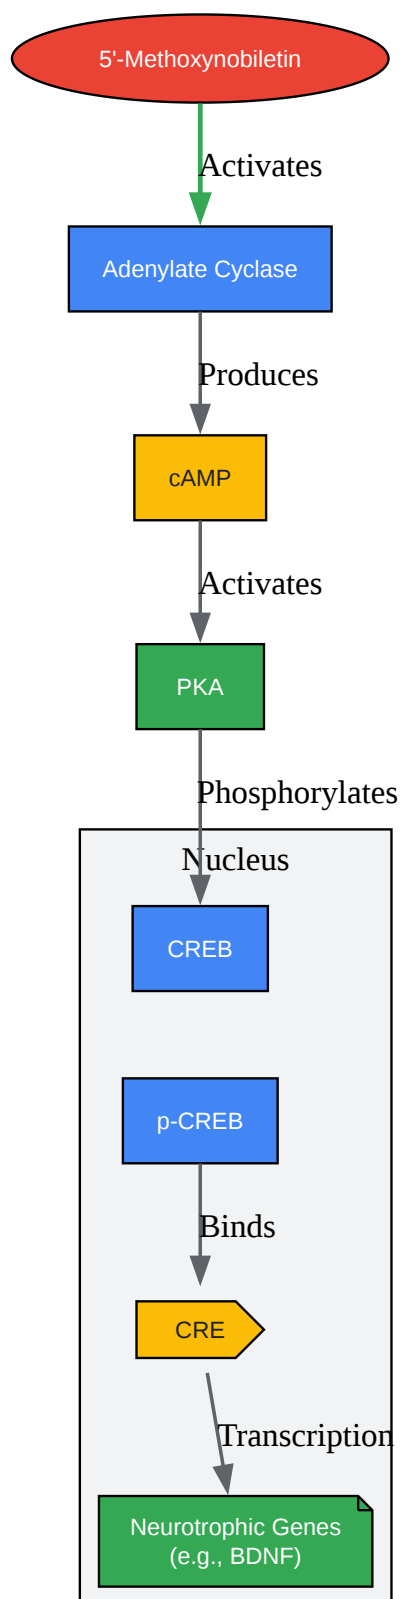 5'-Methoxynobiletin
Activates
Adenylate Cyclase
Produces
cAMP
Activates
PKA
Phosphorylates
Nucleus
CREB
p-CREB
Binds
CRE
Transcription
Neurotrophic Genes
(e.g., BDNF)